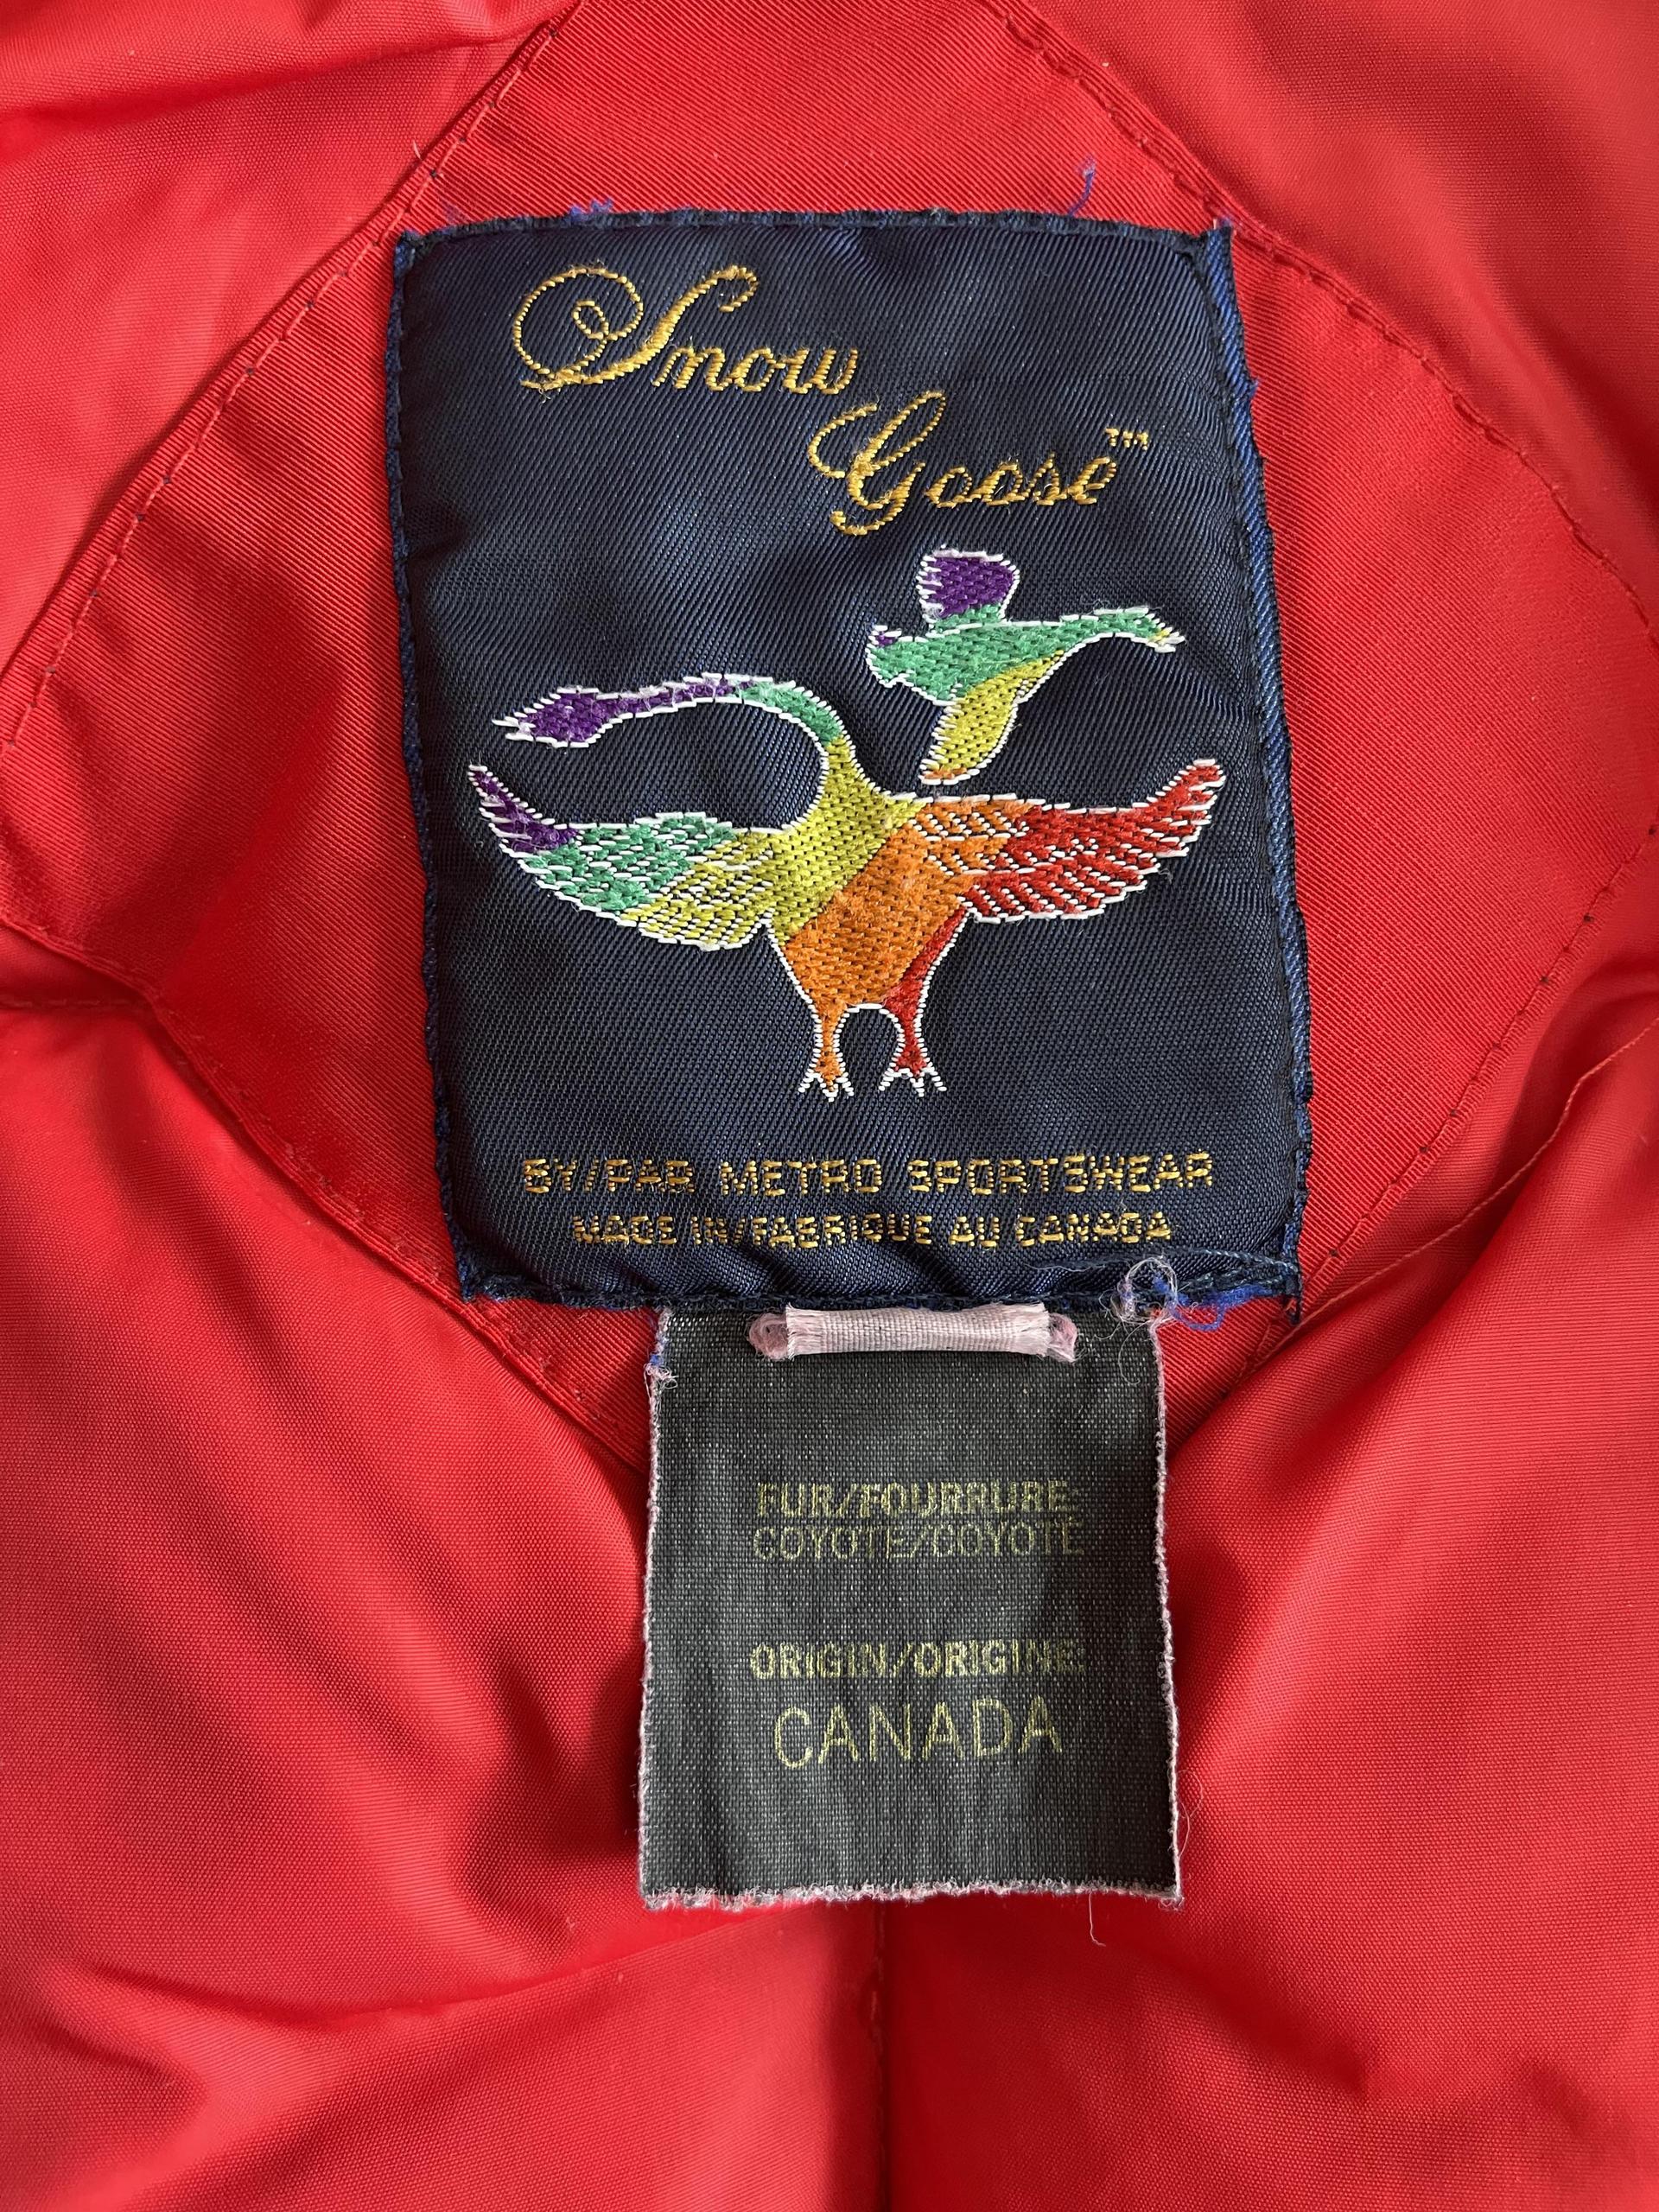 Snow
Goose™
BY/PAR METRO SPORTSWEAR
MADE IN/FABRIQUE AU CANADA
FUR/FOURRURE:
COYOTE/COYOTE
ORIGIN/ORIGINE:
CANADA